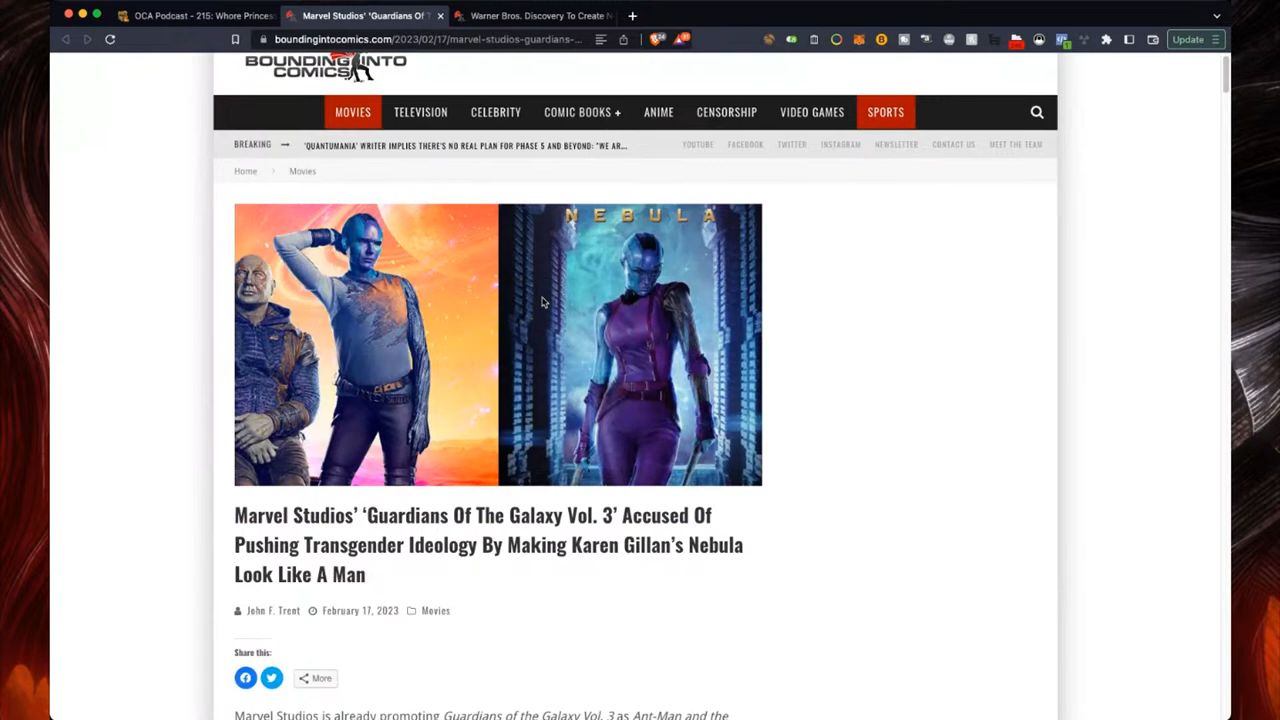 OCA Podcast - 215: Whore Princes
Marvel Studios' 'Guardians Of T
Warner Bros. Discovery To Create N
boundingintocomics.com/2023/02/17/marvel-studios-guardians-...
Update
BOUNDING INTO
COMICS
MOVIES TELEVISION CELEBRITY COMIC BOOKS + ANIME CENSORSHIP VIDEO GAMES SPORTS
BREAKING → 'QUANTUMANIA' WRITER IMPLIES THERE'S NO REAL PLAN FOR PHASE 5 AND BEYOND: "WE AR... YOUTUBE FACEBOOK TWITTER INSTAGRAM NEWSLETTER CONTACT US MEET THE TEAM
Home > Movies
NEBULA
Marvel Studios' 'Guardians Of The Galaxy Vol. 3' Accused Of
Pushing Transgender Ideology By Making Karen Gillan's Nebula
Look Like A Man
John F. Trent February 17, 2023 Movies
Share this:
More
Marvel Studios is already promoting Guardians of the Galaxy Vol. 3 as Ant-Man and the